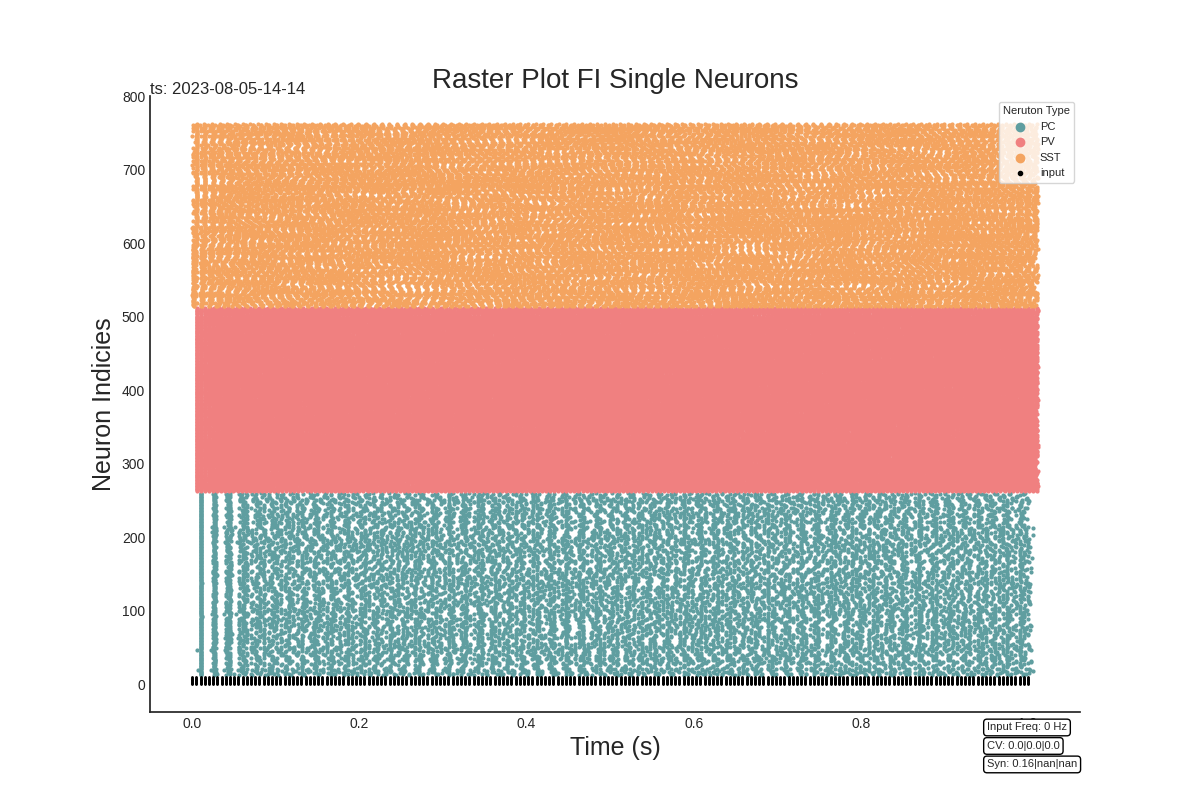 Raster Plot FI Single Neurons
ts: 2023-08-05-14-14
Neruton Type
PC
PV
SST
input
800
700
600
500
400
300
200
100
0
Neuron Indicies
0.0 0.2 0.4 0.6 0.8
Time (s)
Input Freq: 0 Hz
CV: 0.0|0.0|0.0
Syn: 0.16|nan|nan